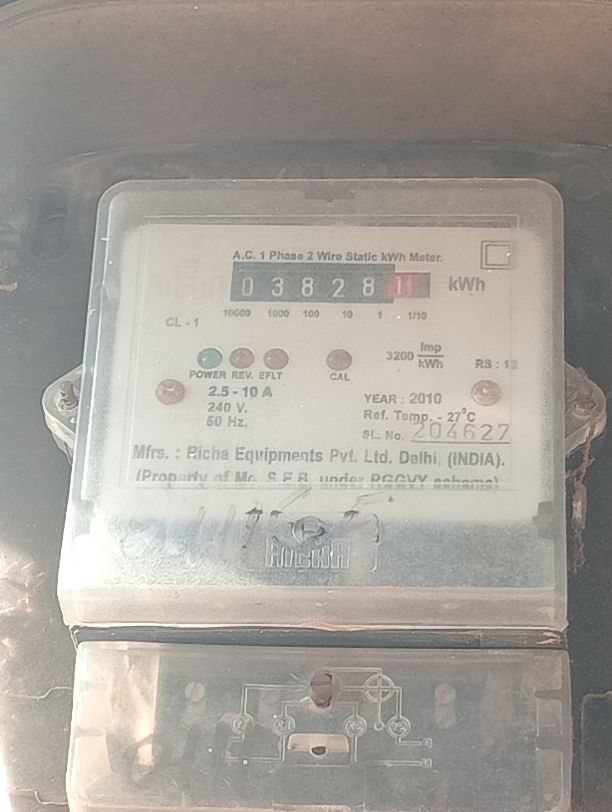 A.C. 1 Phase 2 Wire Static kWh Meter.
0 3 8 2 8 1 kWh
10000 1000 100 10 1 1/10
CL - 1
3200 Imp/kWh
POWER REV. EFLT CAL
2.5 - 10 A
240 V.
50 Hz.
YEAR : 2010
Ref. Temp. - 27°C
SL. No. 204627
Mfrs. : Richa Equipments Pvt. Ltd. Delhi, (INDIA).
(Property of Me. S.E.B. under RGGVY scheme)
RICHA